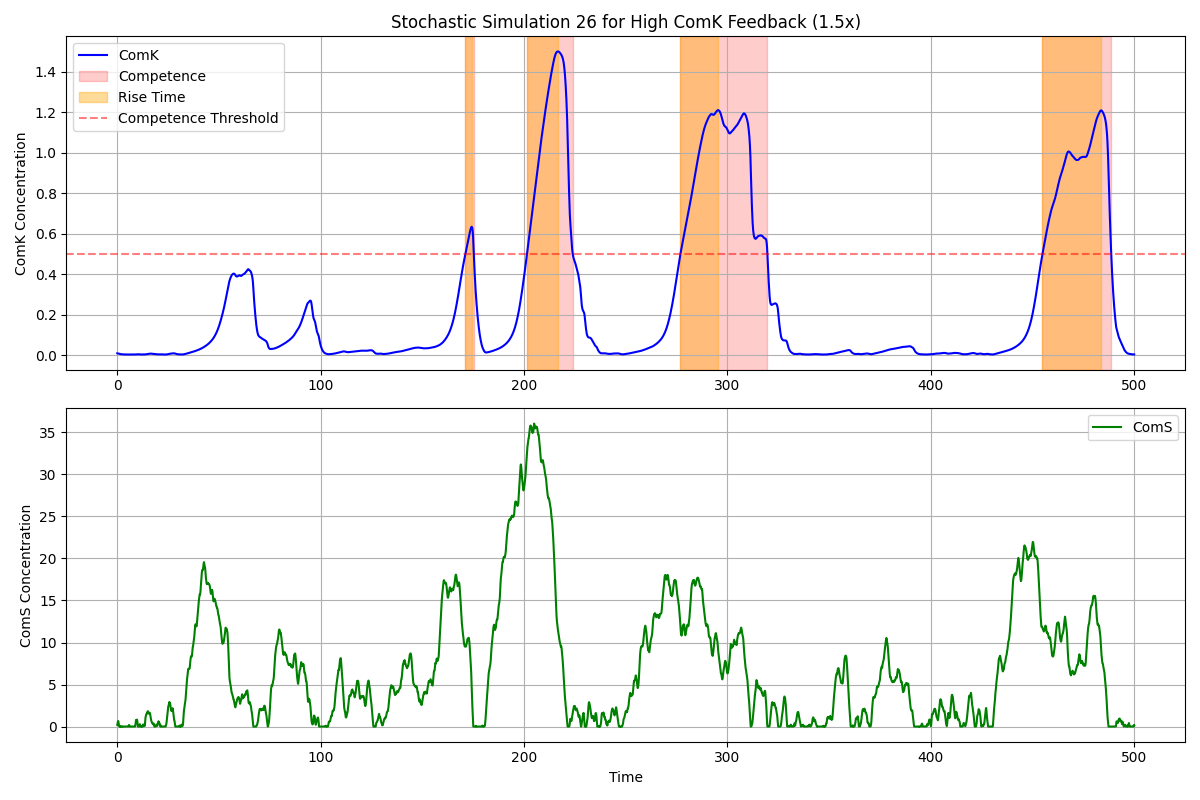 Stochastic Simulation 26 for High ComK Feedback (1.5x)
ComK
Competence
Rise Time
Competence Threshold
ComK Concentration
1.4
1.2
1.0
0.8
0.6
0.4
0.2
0.0
0 100 200 300 400 500
ComS
ComS Concentration
35
30
25
20
15
10
5
0
0 100 200 300 400 500
Time